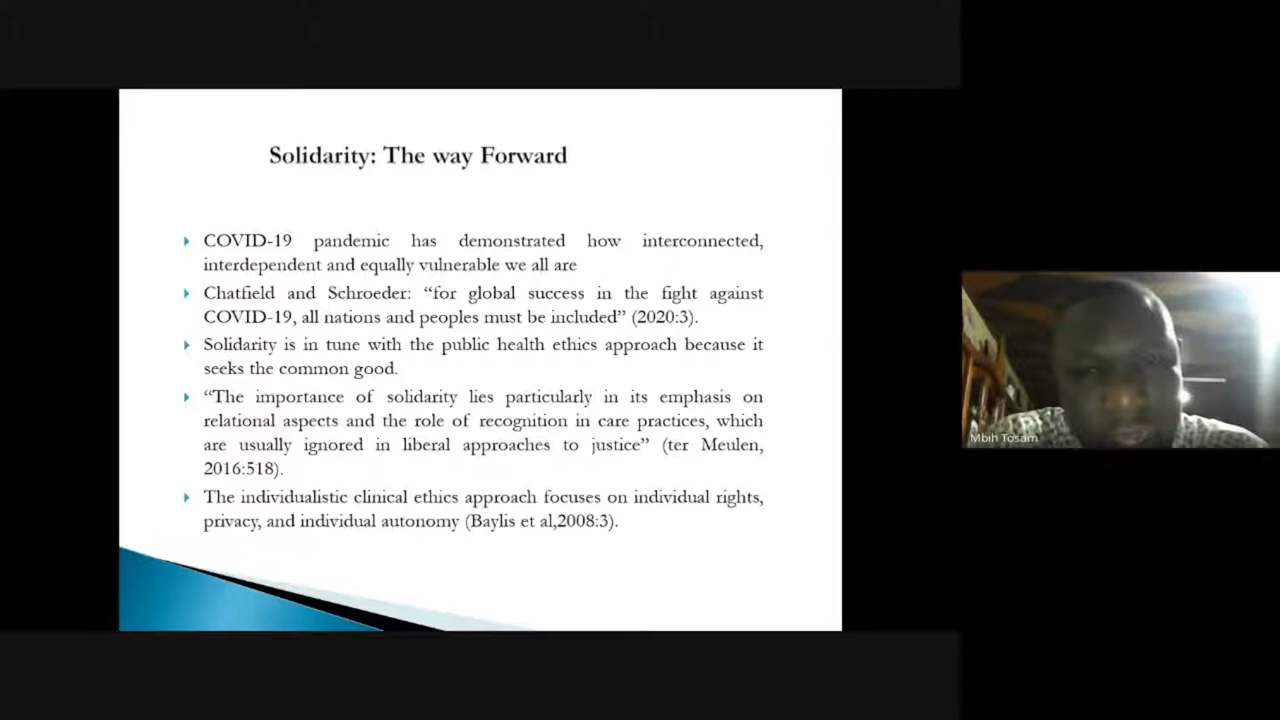 Solidarity: The way Forward
COVID-19 pandemic has demonstrated how interconnected,
interdependent and equally vulnerable we all are
Chatfield and Schroeder: “for global success in the fight against
COVID-19, all nations and peoples must be included” (2020:3).
Solidarity is in tune with the public health ethics approach because it
seeks the common good.
“The importance of solidarity lies particularly in its emphasis on
relational aspects and the role of recognition in care practices, which
are usually ignored in liberal approaches to justice” (ter Meulen,
2016:518).
The individualistic clinical ethics approach focuses on individual rights,
privacy, and individual autonomy (Baylis et al,2008:3).
Mbih Tosam